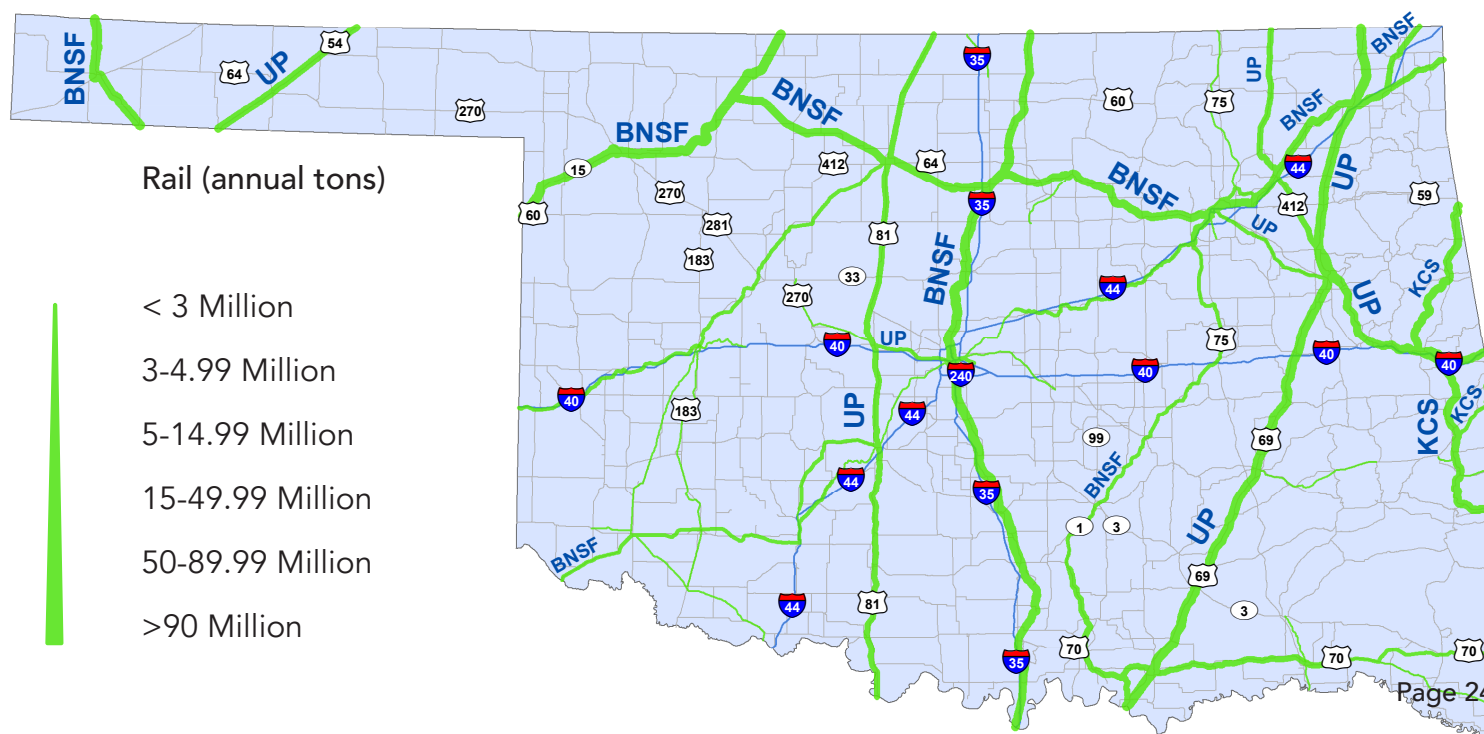 BNSF
UP
54
64
270
BNSF
BNSF
15
60
412
64
270
281
183
81
33
270
35
60
75
UP
BNSF
BNSF
44
UP
59
412
UP
BNSF
35
BNSF
44
KCS
UP
40
UP
75
40
40
40
240
40
183
UP
44
44
99
69
KCS
KCS
BNSF
35
1
3
UP
BNSF
44
81
69
3
70
35
70
70
Rail (annual tons)
< 3 Million
3-4.99 Million
5-14.99 Million
15-49.99 Million
50-89.99 Million
>90 Million
Page 24